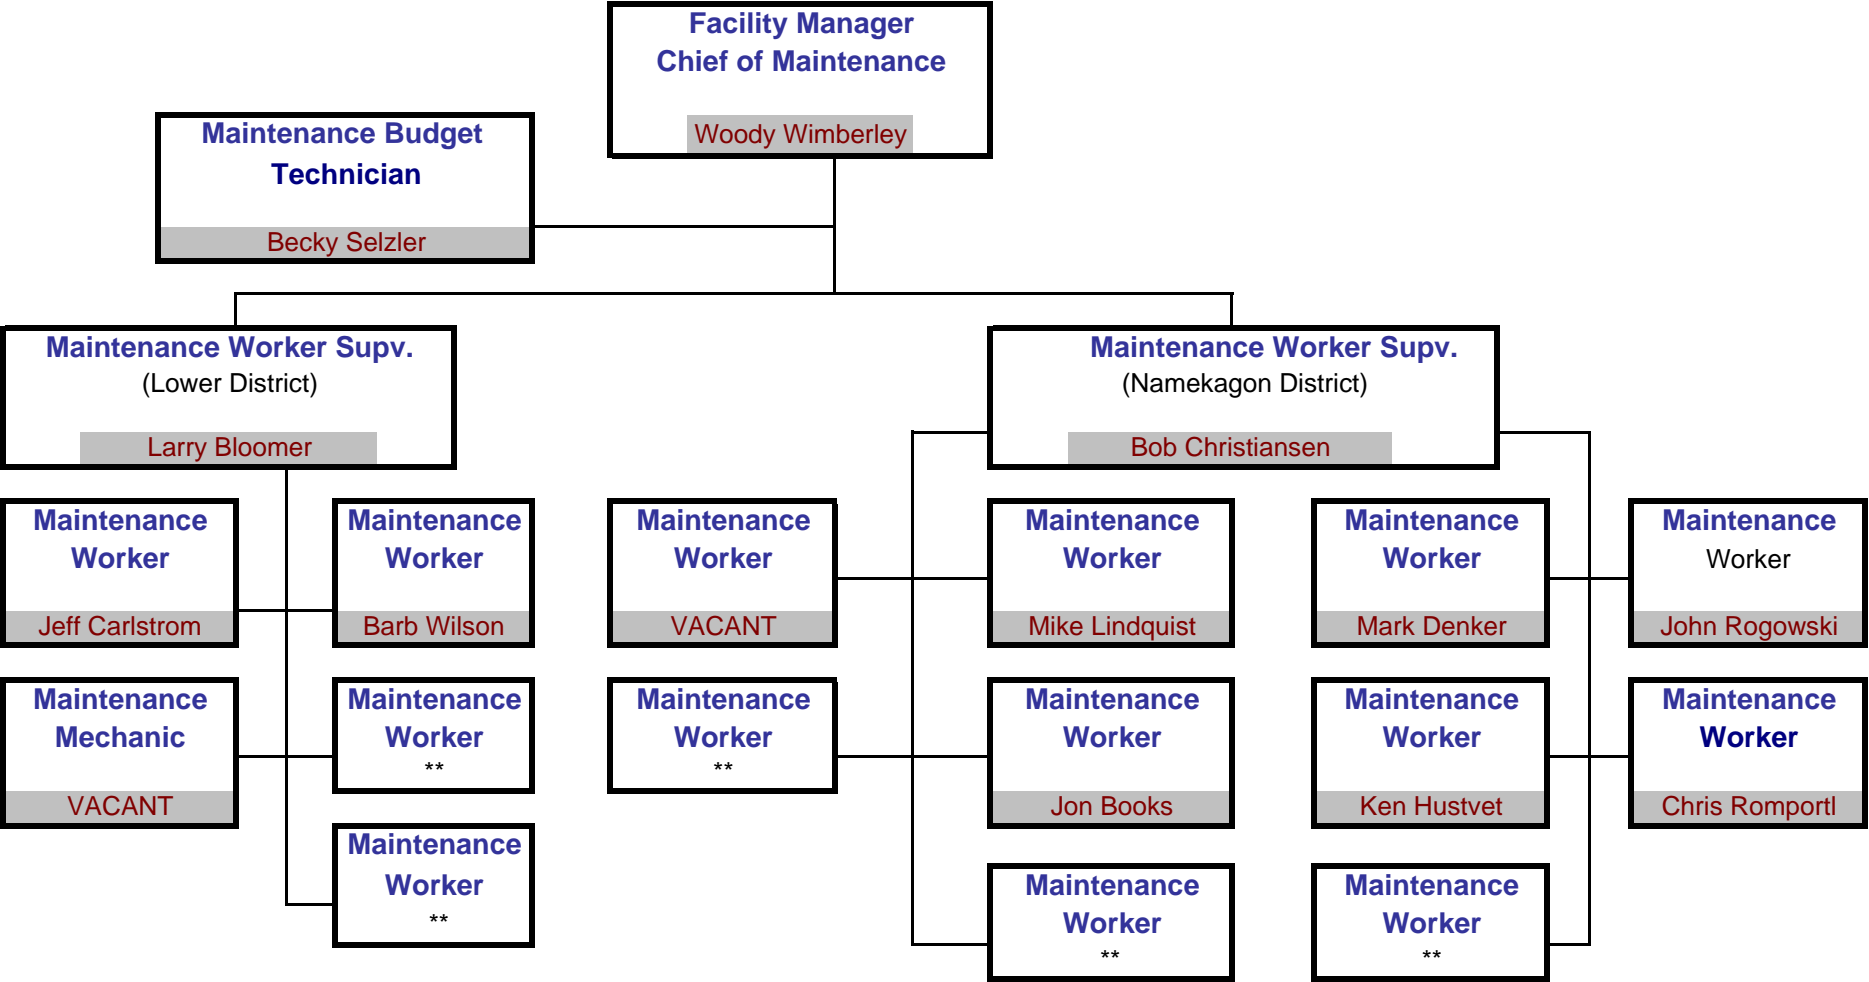 Facility Manager
Chief of Maintenance
Woody Wimberley
Maintenance Budget
Technician
Becky Selzler
Maintenance Worker Supv.
(Lower District)
Larry Bloomer
Maintenance Worker Supv.
(Namekagon District)
Bob Christiansen
Maintenance
Worker
Jeff Carlstrom
Maintenance
Worker
Barb Wilson
Maintenance
Worker
VACANT
Maintenance
Worker
Mike Lindquist
Maintenance
Worker
Mark Denker
Maintenance
Worker
John Rogowski
Maintenance
Mechanic
VACANT
Maintenance
Worker
**
Maintenance
Worker
**
Maintenance
Worker
Jon Books
Maintenance
Worker
Ken Hustvet
Maintenance
Worker
Chris Romportl
Maintenance
Worker
**
Maintenance
Worker
**
Maintenance
Worker
**